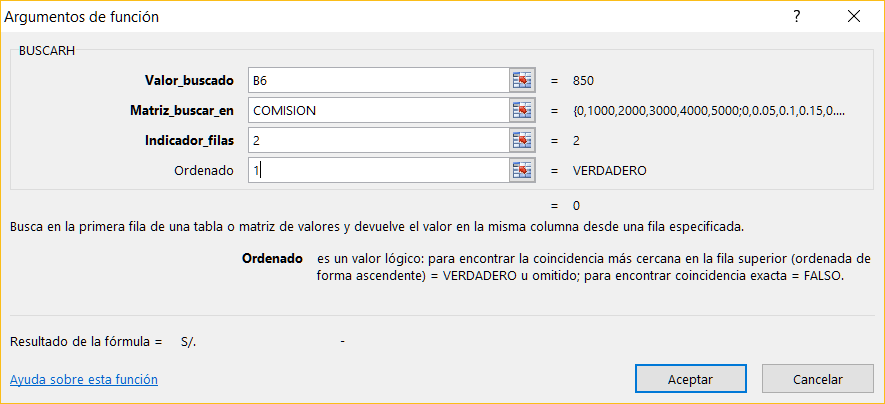 Argumentos de función ?
BUSCARH
Valor_buscado B6 = 850
Matriz_buscar_en COMISION = {0,1000,2000,3000,4000,5000;0,0.05,0.1,0.15,0....
Indicador_filas 2 = 2
Ordenado 1 = VERDADERO
= 0
Busca en la primera fila de una tabla o matriz de valores y devuelve el valor en la misma columna desde una fila especificada.
Ordenado es un valor lógico: para encontrar la coincidencia más cercana en la fila superior (ordenada de
forma ascendente) = VERDADERO u omitido; para encontrar coincidencia exacta = FALSO.
Resultado de la fórmula = S/. -
Ayuda sobre esta función Aceptar Cancelar